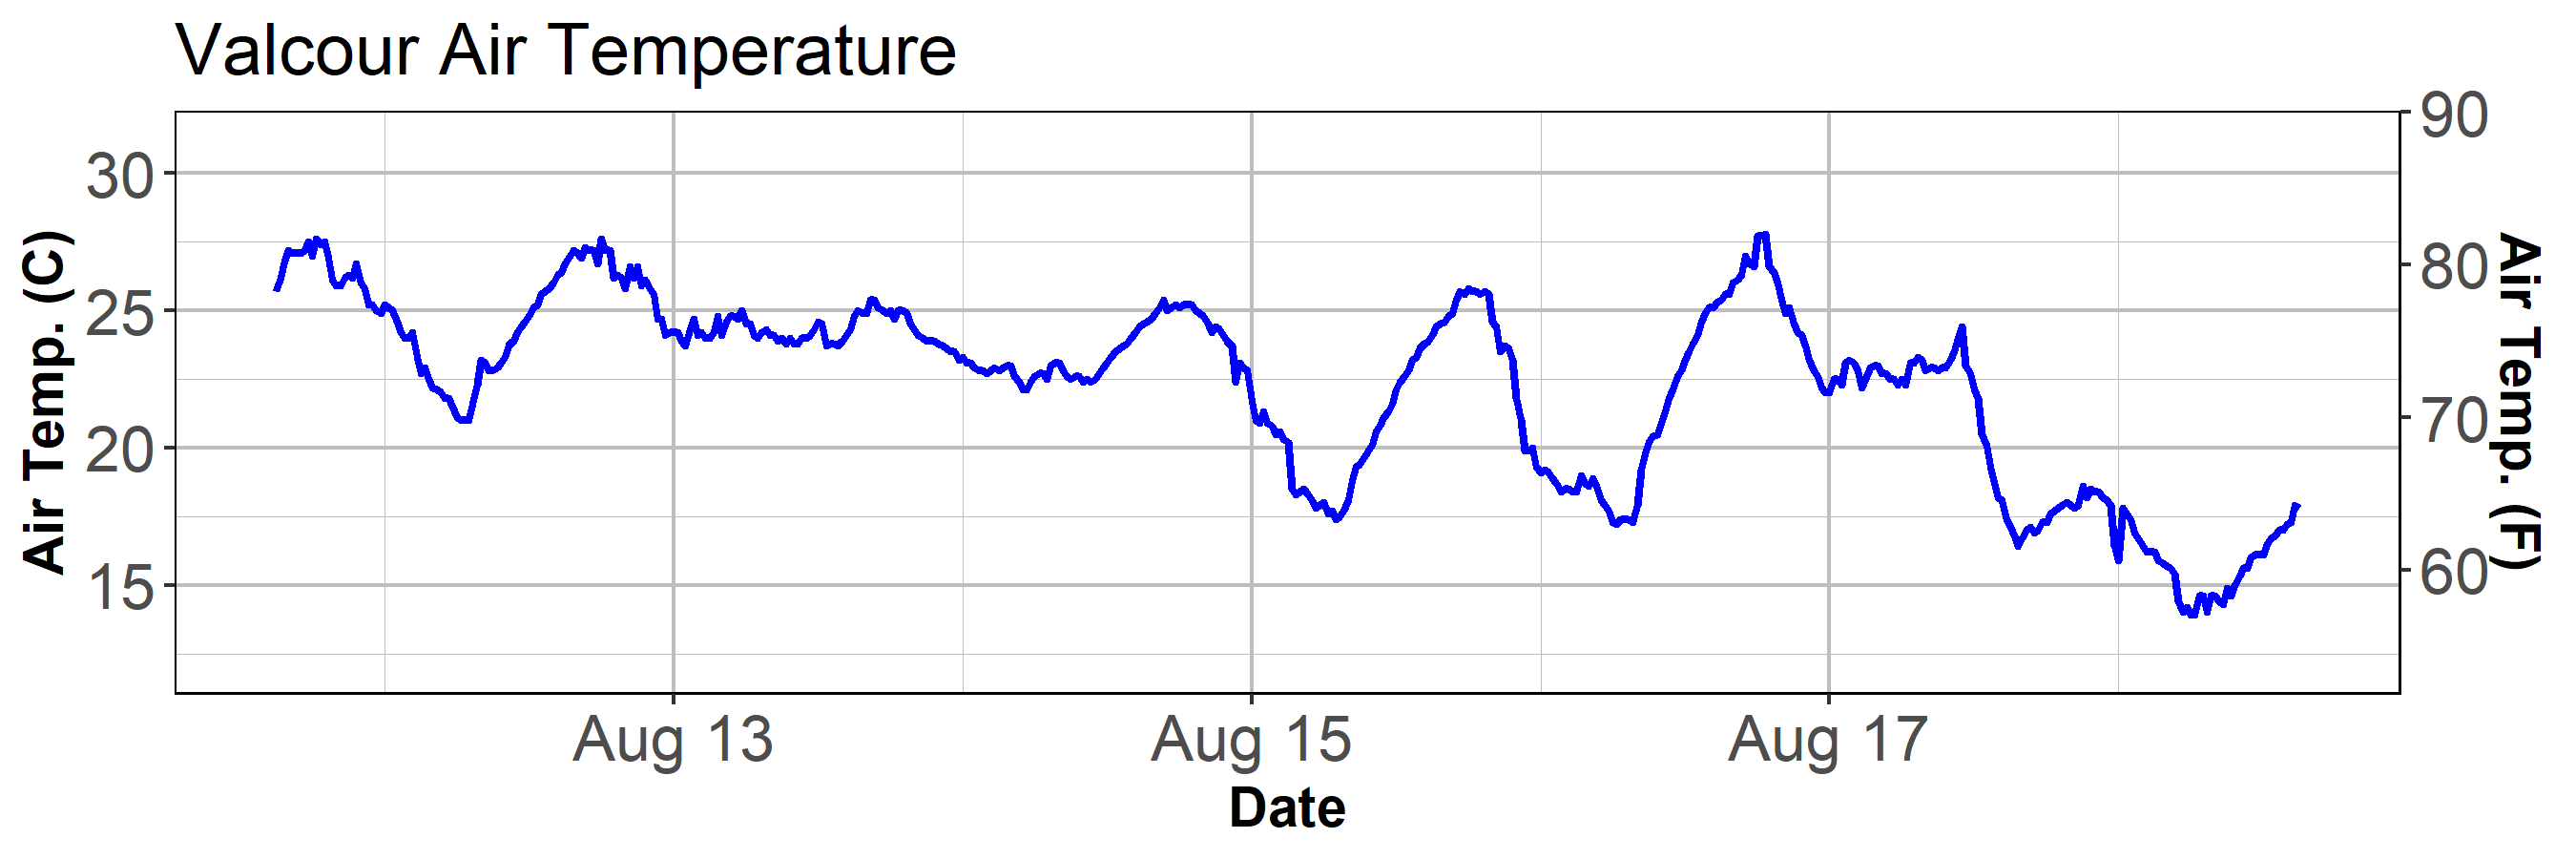 Valcour Air Temperature
Air Temp. (C)
30
25
20
15
90
80
70
60
Air Temp. (F)
Aug 13
Aug 15
Aug 17
Date